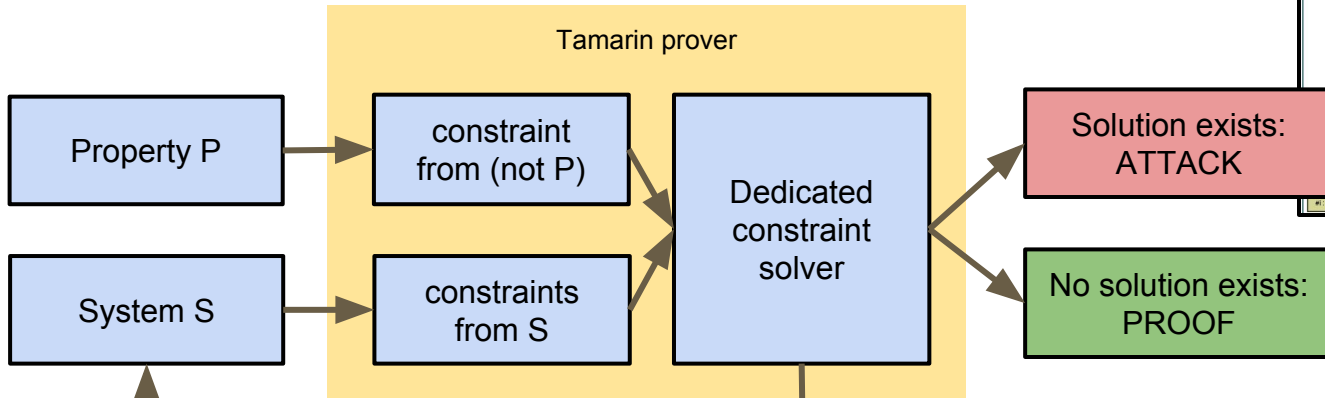 Tamarin prover
Property P
constraint
from (not P)
Dedicated
constraint
solver
Solution exists:
ATTACK
System S
constraints
from S
No solution exists:
PROOF